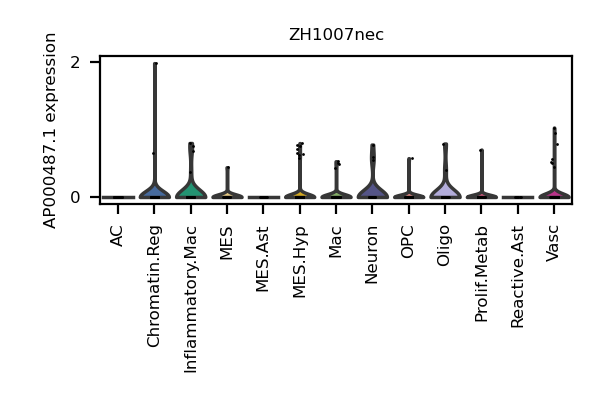 ZH1007nec
AP000487.1 expression
2
0
AC
Chromatin.Reg
Inflammatory.Mac
MES
MES.Ast
MES.Hyp
Mac
Neuron
OPC
Oligo
Prolif.Metab
Reactive.Ast
Vasc